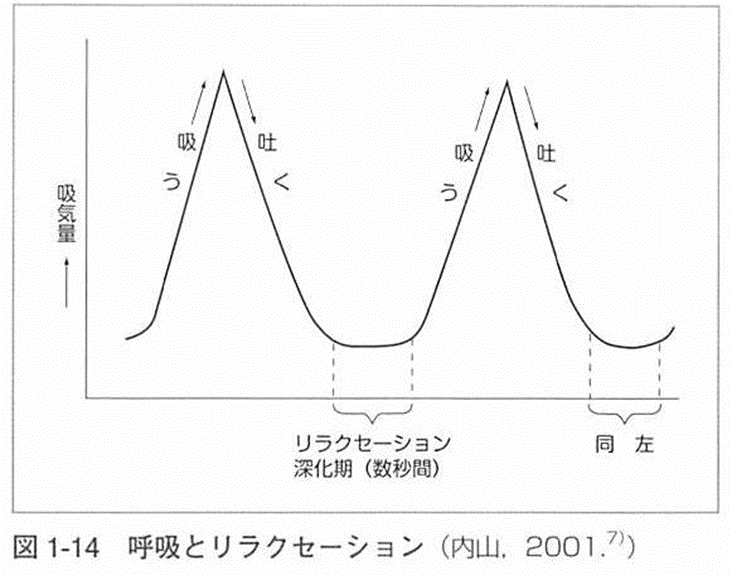 吸う
吐く
吸う
吐く
吸気量
リラクセーション
深化期（数秒間）
同 左
図 1-14 呼吸とリラクセーション（内山，2001.7)）